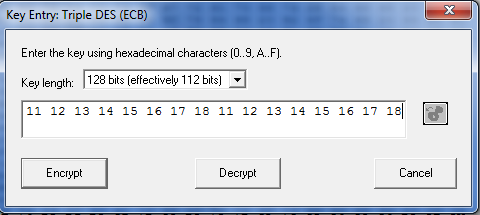 Key Entry: Triple DES (ECB)
Enter the key using hexadecimal characters (0..9, A..F).
Key length: 128 bits (effectively 112 bits)
11 12 13 14 15 16 17 18 11 12 13 14 15 16 17 18
Encrypt Decrypt Cancel